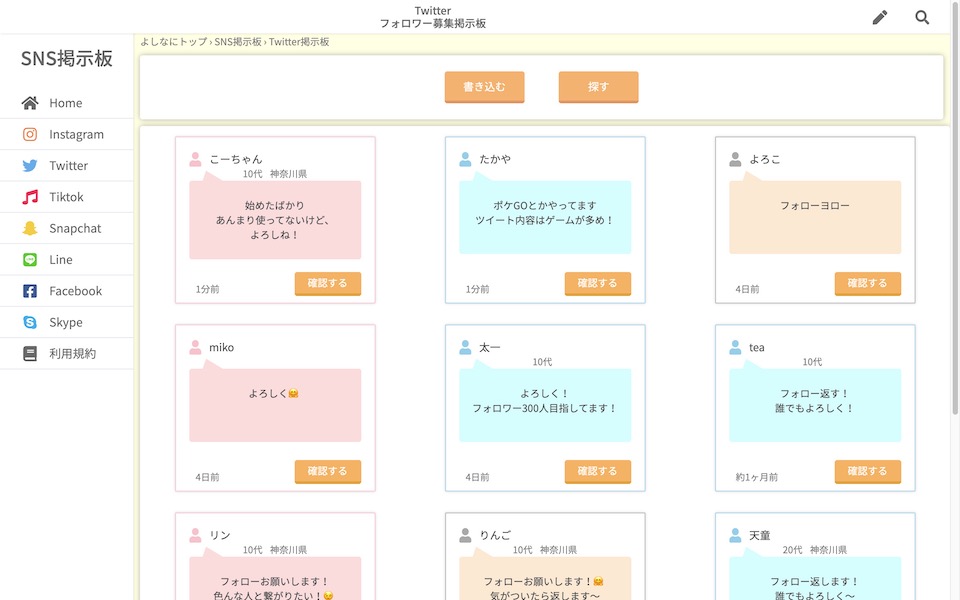 Twitter
フォロワー募集掲示板
SNS掲示板
Home
Instagram
Twitter
Tiktok
Snapchat
Line
Facebook
Skype
利用規約
よしなにトップ › SNS掲示板 › Twitter掲示板
書き込む
探す
こーちゃん
10代 神奈川県
始めたばかり
あんまり使ってないけど、
よろしね！
1分前
確認する
たかや
ポケGOとかやってます
ツイート内容はゲームが多め！
1分前
確認する
よろこ
フォローヨロー
4日前
確認する
miko
よろしく🤗
4日前
確認する
太一
10代
よろしく！
フォロワー300人目指してます！
4日前
確認する
tea
10代
フォロー返す！
誰でもよろしく！
約1ヶ月前
確認する
リン
10代 神奈川県
フォローお願いします！
色んな人と繋がりたい！😄
りんご
10代 神奈川県
フォローお願いします！🤗
気がついたら返します〜
天童
20代 神奈川県
フォロー返します！
誰でもよろしく〜